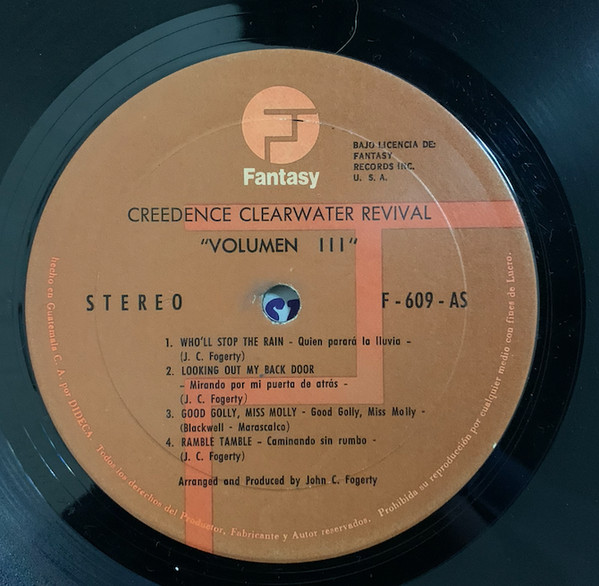 Fantasy
BAJO LICENCIA DE:
FANTASY
RECORDS INC.
U. S. A.
CREEDENCE CLEARWATER REVIVAL
"VOLUMEN III"
STEREO
F-609-AS
1. WHO'LL STOP THE RAIN - Quien parará la lluvia -
(J. C. Fogerty)
2. LOOKING OUT MY BACK DOOR
- Mirando por mi puerta de atrás -
(J. C. Fogerty)
3. GOOD GOLLY, MISS MOLLY - Good Golly, Miss Molly -
(Blackwell - Marascalco)
4. RAMBLE TAMBLE - Caminando sin rumbo -
(J. C. Fogerty)
Arranged and Produced by John C. Fogerty
hecho en Guatemala C. A. por DIDECA. Todos los derechos del Productor, Fabricante y Autor reservados. Prohibida su reproducción por cualquier medio con fines de Lucro.